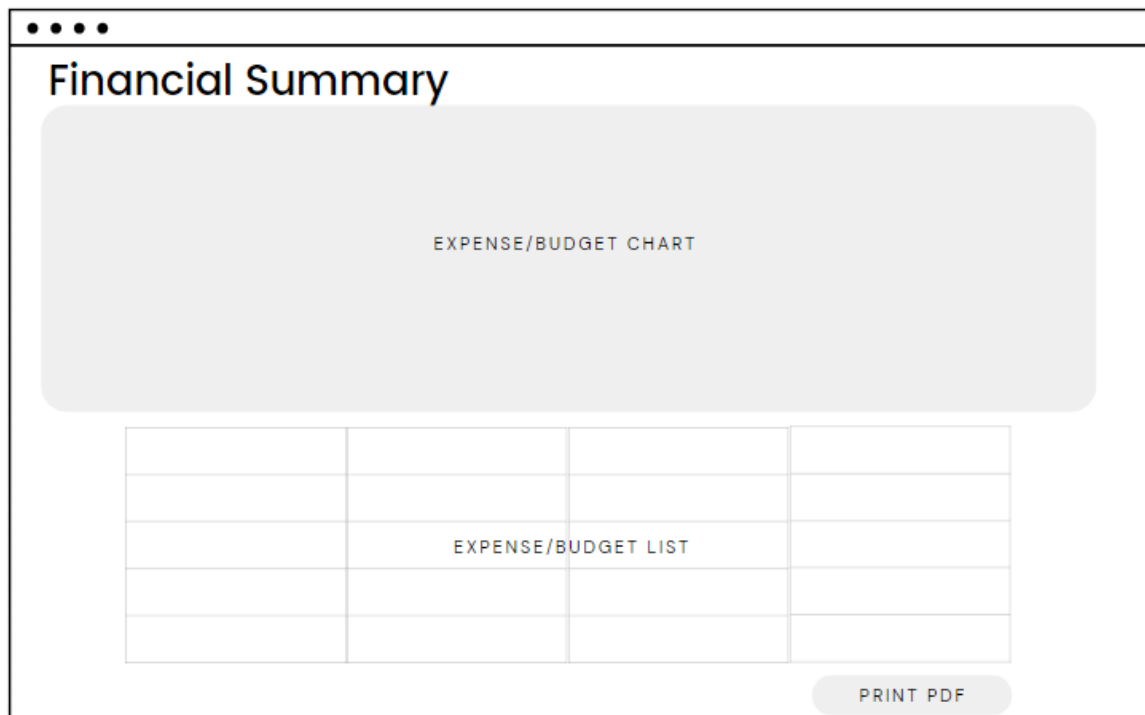 Financial Summary
EXPENSE/BUDGET CHART
EXPENSE/BUDGET LIST
PRINT PDF